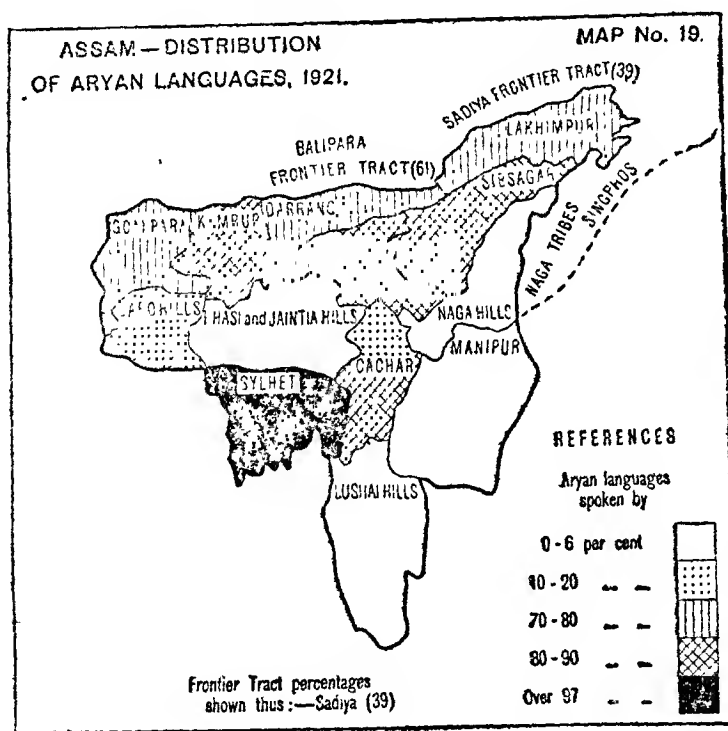 ASSAM — DISTRIBUTION
OF ARYAN LANGUAGES, 1921.
MAP No. 19.
SADIYA FRONTIER TRACT (39)
BALIPARA
FRONTIER TRACT (61)
LAKHIMPUR
SIBSAGAR
DARRANG
KAMRUP
GOALPARA
GARO HILLS
KHASI and JAINTIA HILLS
NAGA HILLS
NAGA TRIBES
SINGPHOS
MANIPUR
CACHAR
SYLHET
LUSHAI HILLS
REFERENCES
Aryan languages
spoken by
0 - 6 per cent
10 - 20 „ „
70 - 80 „ „
80 - 90 „ „
Over 97 „ „
Frontier Tract percentages
shown thus :— Sadiya (39)